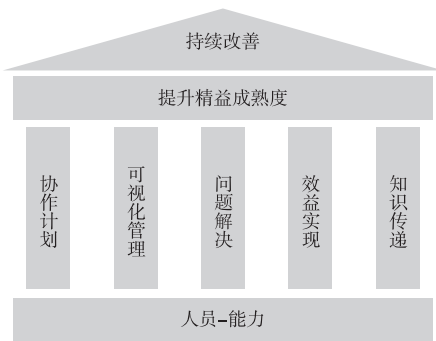 持续改善
提升精益成熟度
协作计划
可视化管理
问题解决
效益实现
知识传递
人员–能力